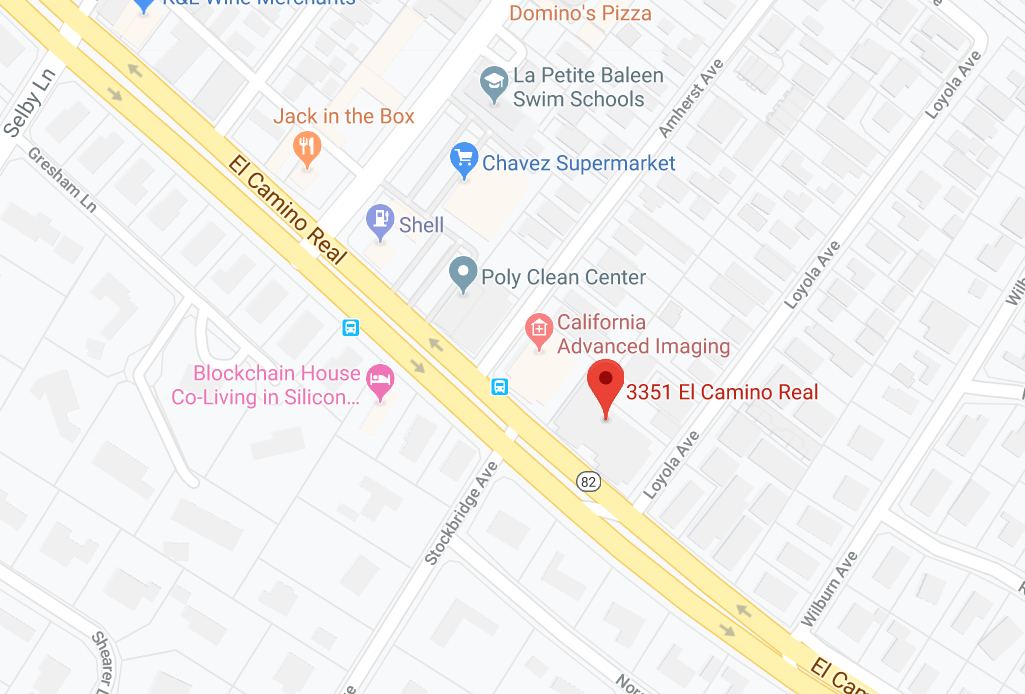 K&L Wine Merchants
Domino's Pizza
La Petite Baleen
Swim Schools
Amherst Ave
Loyola Ave
Selby Ln
Jack in the Box
Gresham Ln
Chavez Supermarket
El Camino Real
Shell
Poly Clean Center
Loyola Ave
California
Advanced Imaging
Blockchain House
Co-Living in Silicon...
3351 El Camino Real
Loyola Ave
82
Stockbridge Ave
Wilburn Ave
Shearer
El Cam